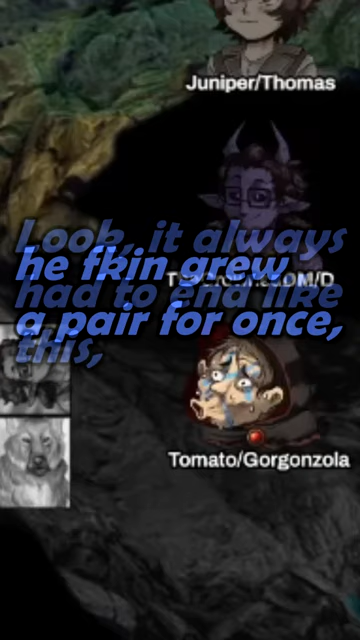 Juniper/Thomas
Look, it always
he fkin grew
had to end like
a pair for once,
this,
Tomato/Gorgonzola